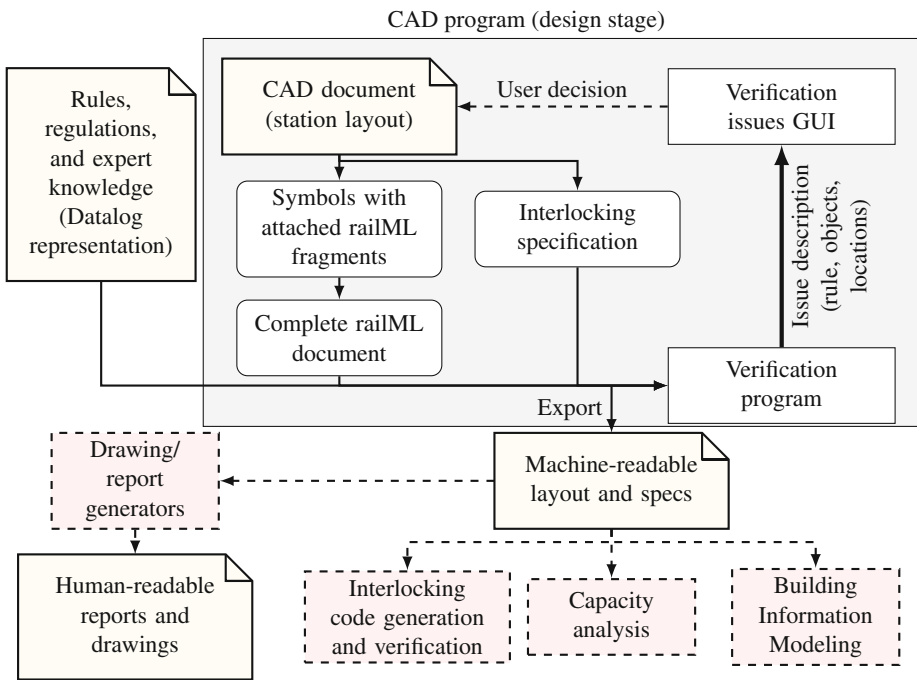 CAD program (design stage)
Rules,
regulations,
and expert
knowledge
(Datalog
representation)
CAD document
(station layout)
User decision
Verification
issues GUI
Symbols with
attached railML
fragments
Interlocking
specification
Issue description
(rule, objects,
locations)
Complete railML
document
Verification
program
Export
Drawing/
report
generators
Machine-readable
layout and specs
Human-readable
reports and
drawings
Interlocking
code generation
and verification
Capacity
analysis
Building
Information
Modeling